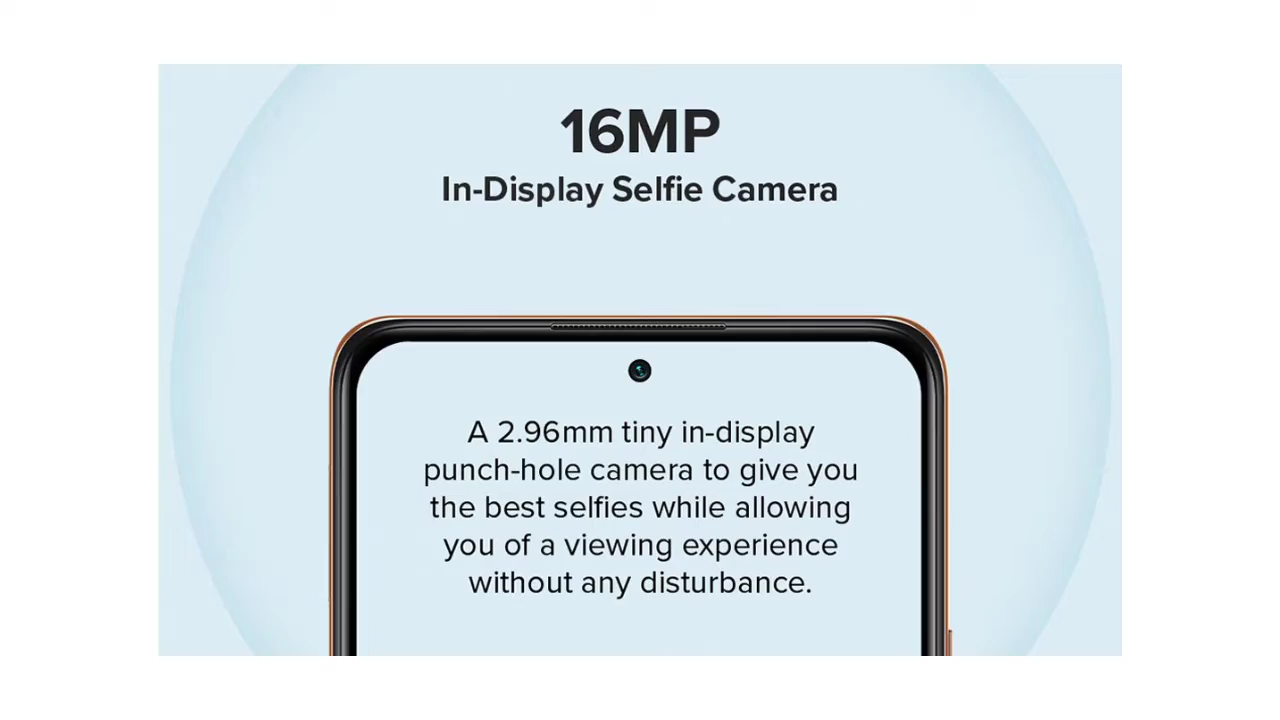 16MP
In-Display Selfie Camera
A 2.96mm tiny in-display
punch-hole camera to give you
the best selfies while allowing
you of a viewing experience
without any disturbance.